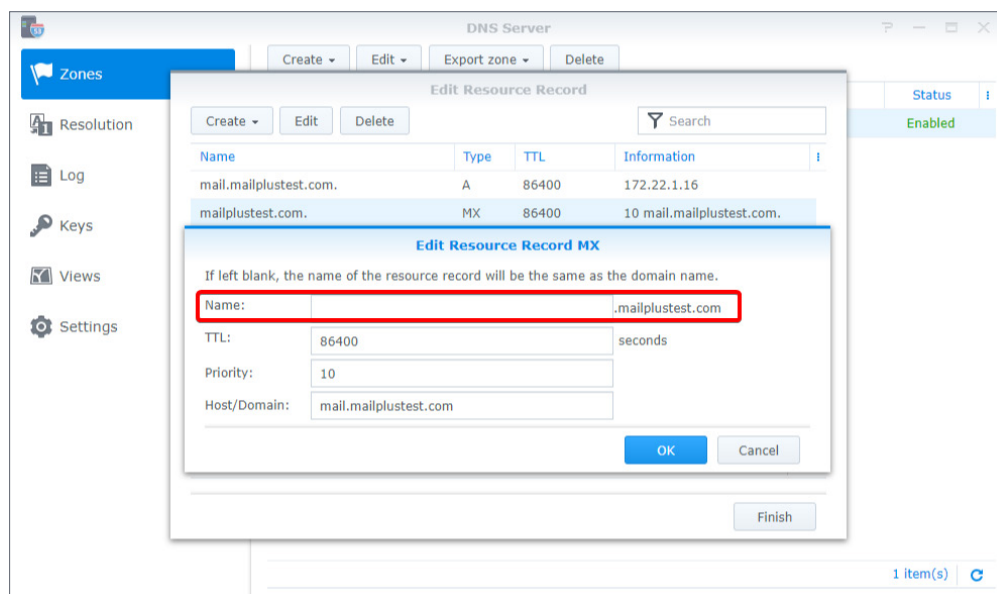 DNS Server
Zones
Resolution
Log
Keys
Views
Settings
Create Edit Export zone Delete
Status
Enabled
Edit Resource Record
Create Edit Delete
Search
Name Type TTL Information
mail.mailplustest.com. A 86400 172.22.1.16
mailplustest.com. MX 86400 10 mail.mailplustest.com.
Edit Resource Record MX
If left blank, the name of the resource record will be the same as the domain name.
Name: .mailplustest.com
TTL: 86400 seconds
Priority: 10
Host/Domain: mail.mailplustest.com
OK Cancel
Finish
1 item(s)